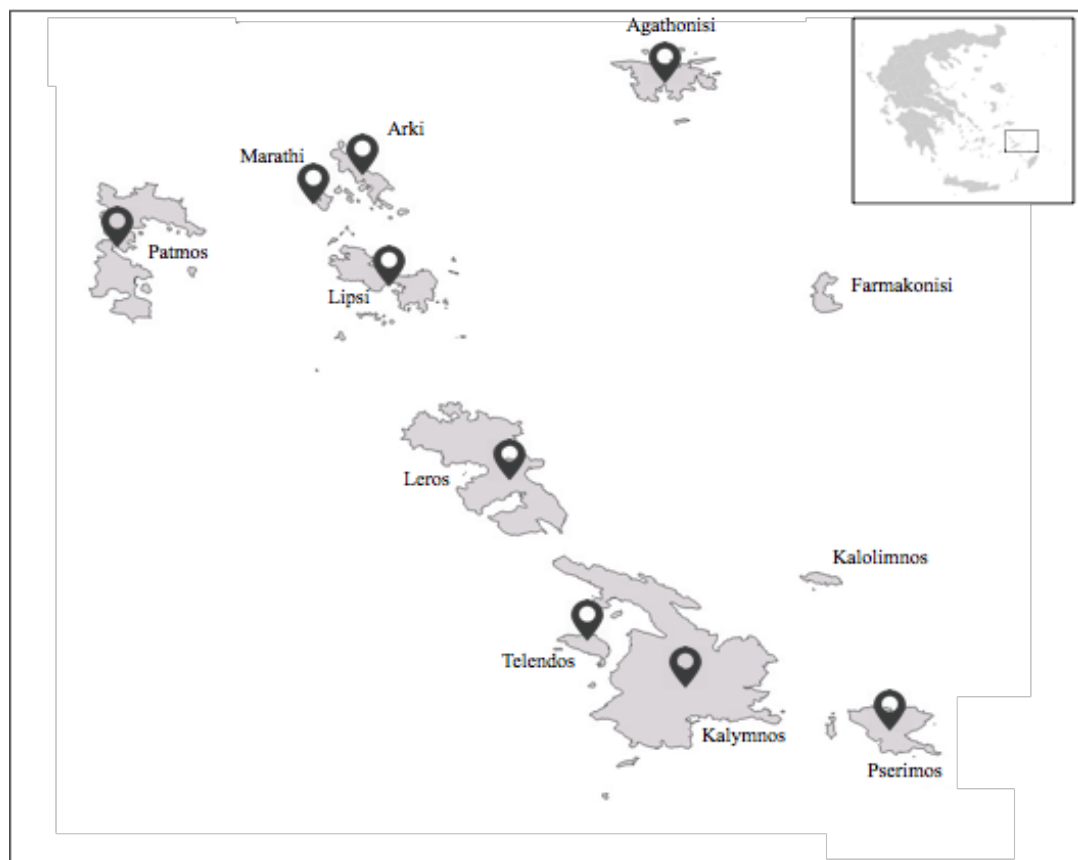 Agathonisi
Arki
Marathi
Patmos
Lipsi
Farmakonisi
Leros
Kalolimnos
Telendos
Kalymnos
Pserimos